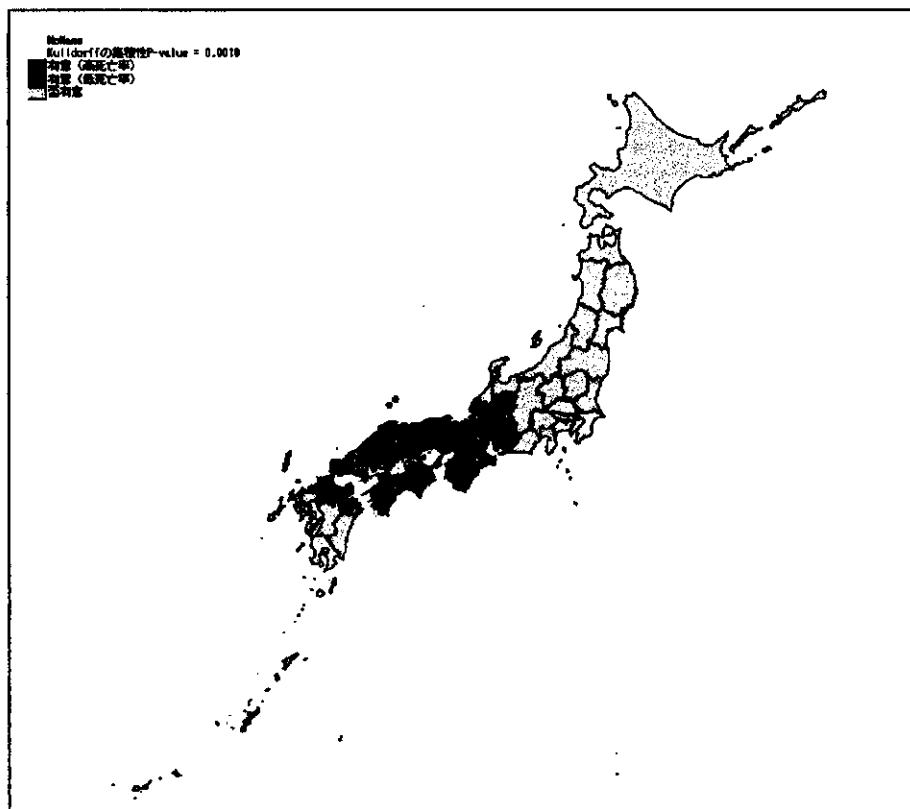 NoName
Kulldorffの集積性P-value = 0.0010
有意（高死亡率）
有意（低死亡率）
否有意